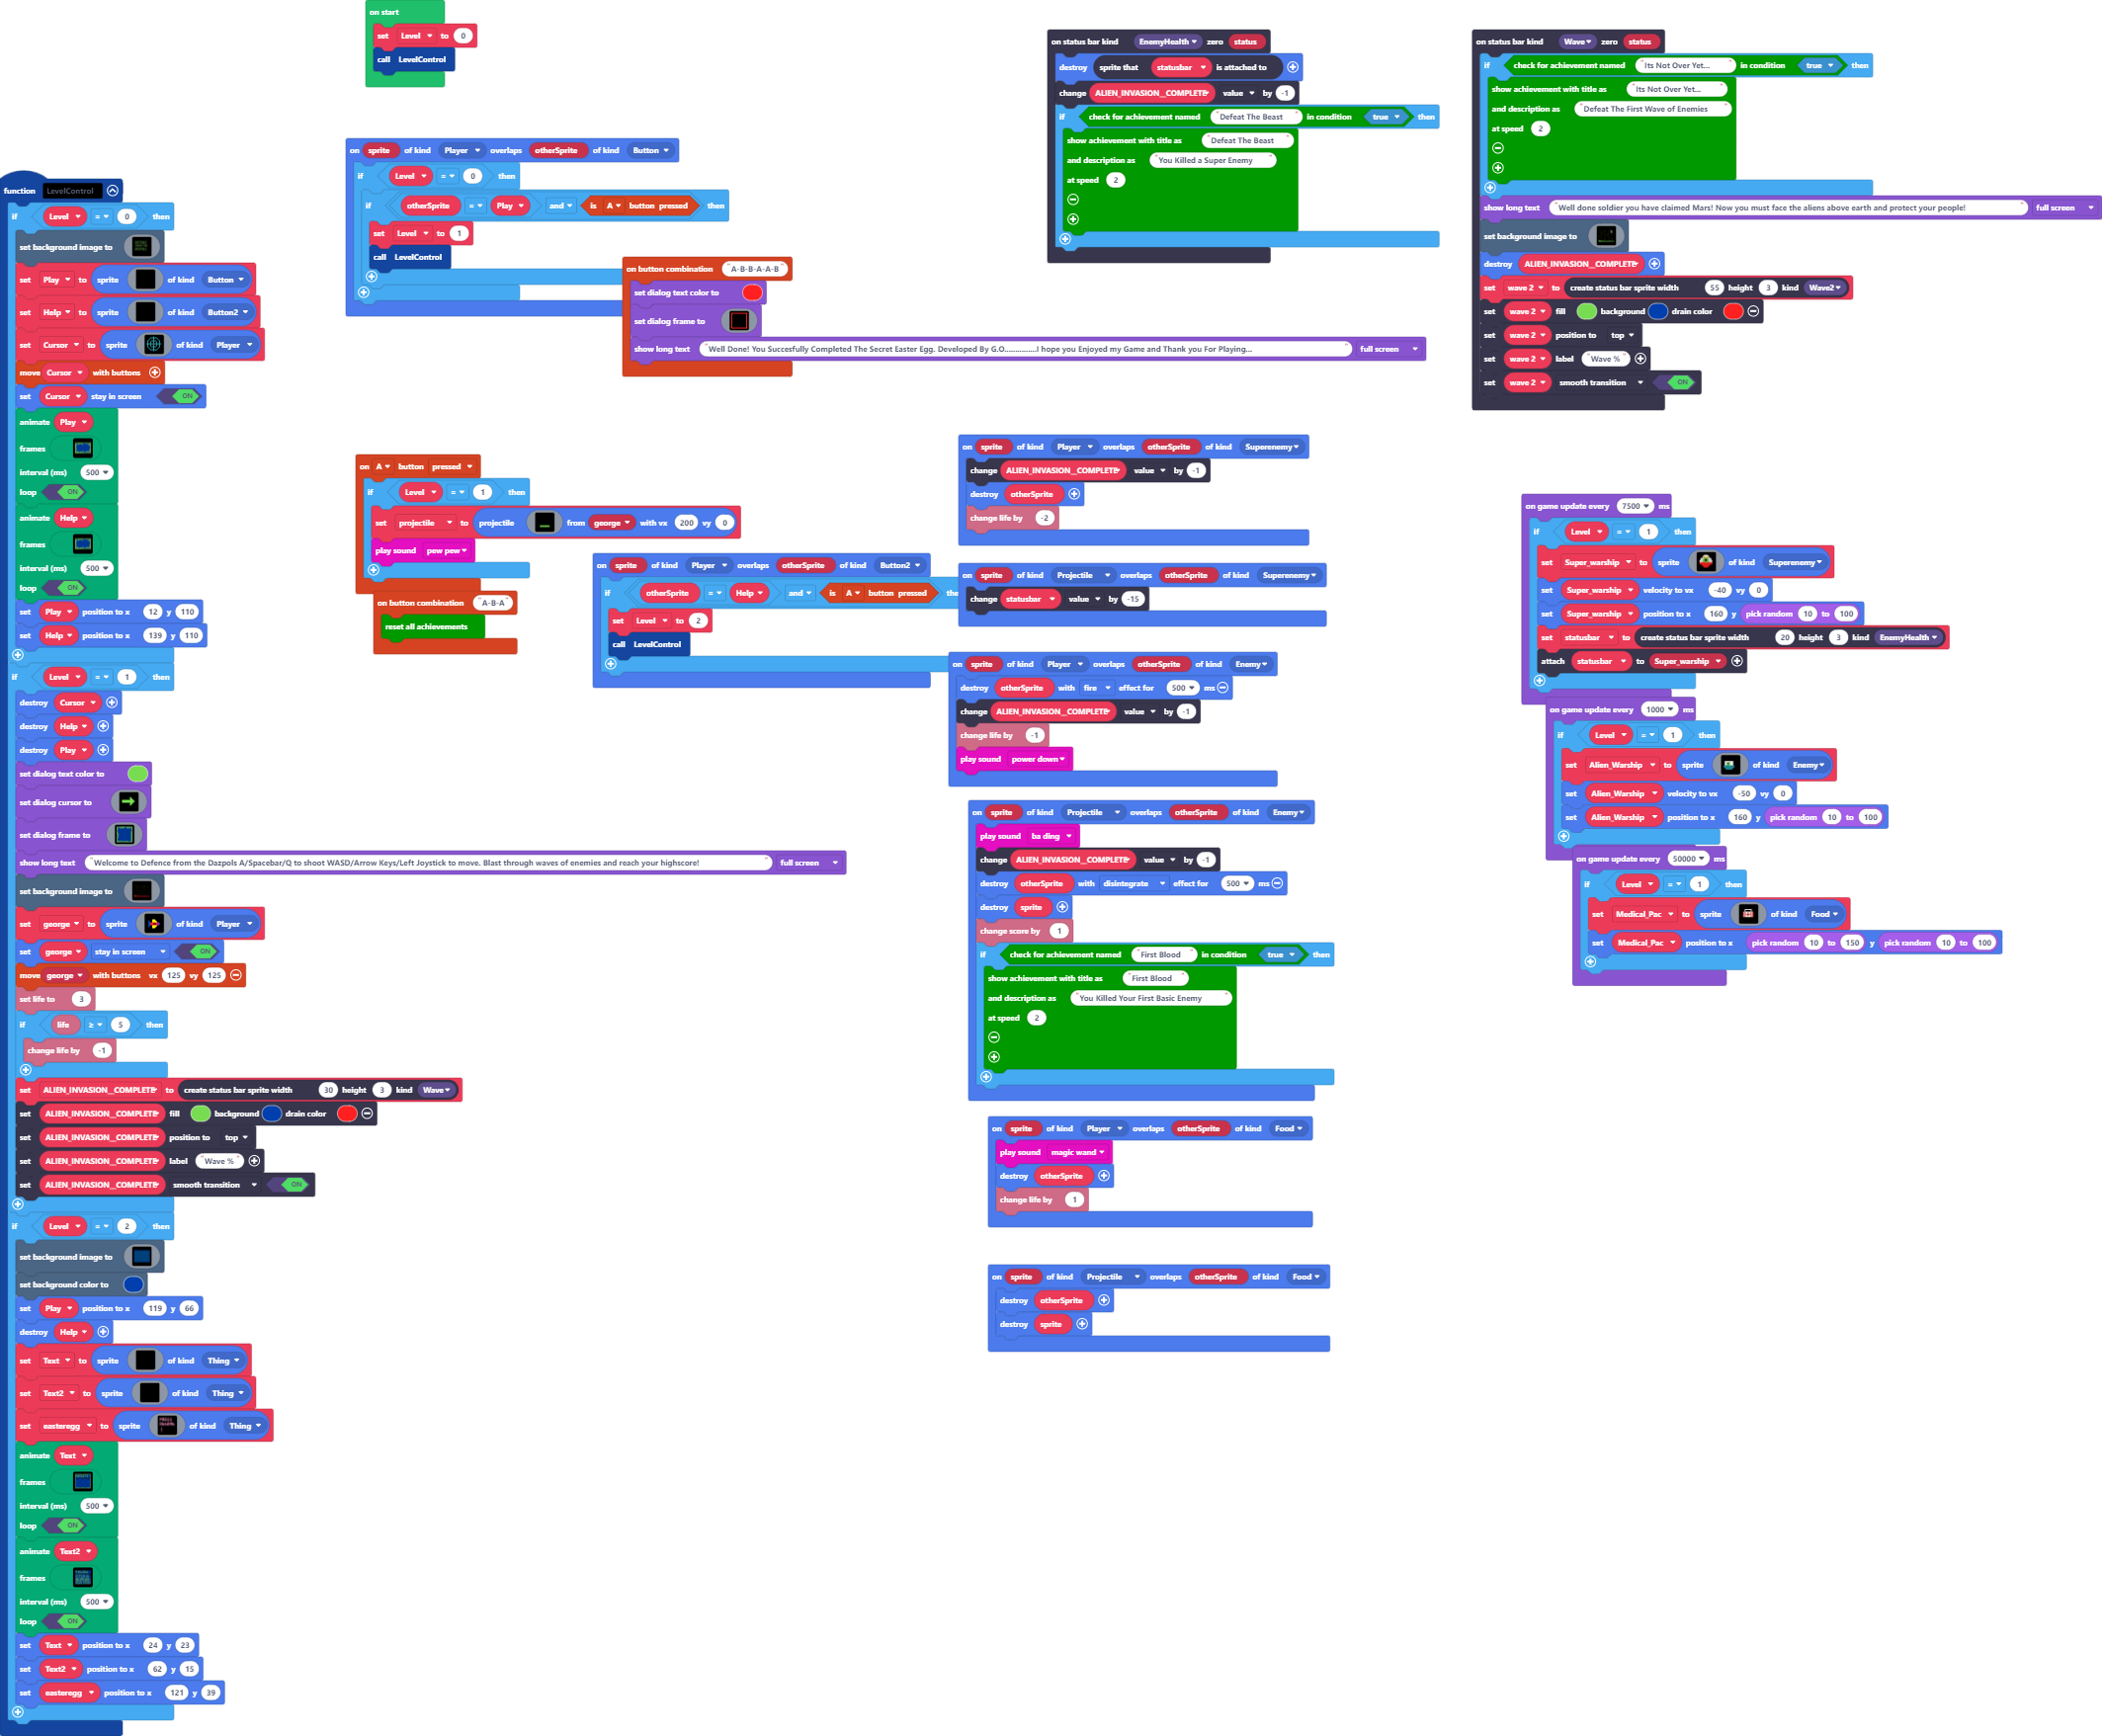 on start
set Level to 0
call LevelControl
function LevelControl
if Level = 0 then
set background image to
set Play to sprite of kind Button
set Help to sprite of kind Button2
set Cursor to sprite of kind Player
move Cursor with buttons
set Cursor stay in screen ON
animate Play
frames
interval (ms) 500
loop ON
animate Help
frames
interval (ms) 500
loop ON
set Play position to x 12 y 110
set Help position to x 139 y 110
if Level = 1 then
destroy Cursor
destroy Help
destroy Play
set dialog text color to
set dialog cursor to
set dialog frame to
show long text "Welcome to Defence from the Dazpols A/Spacebar/Q to shoot WASD/Arrow Keys/Left Joystick to move. Blast through waves of enemies and reach your highscore!" full screen
set background image to
set george to sprite of kind Player
set george stay in screen ON
move george with buttons vx 125 vy 125
set life to 3
if life ≥ 5 then
change life by -1
set ALIEN_INVASION_COMPLETE to create status bar sprite width 30 height 3 kind Wave
set ALIEN_INVASION_COMPLETE fill background drain color
set ALIEN_INVASION_COMPLETE position to top
set ALIEN_INVASION_COMPLETE label "Wave %"
set ALIEN_INVASION_COMPLETE smooth transition ON
if Level = 2 then
set background image to
set background color to
set Play position to x 119 y 66
destroy Help
set Text to sprite of kind Thing
set Text2 to sprite of kind Thing
set easteregg to sprite of kind Thing
animate Text
frames
interval (ms) 500
loop ON
animate Text2
frames
interval (ms) 500
loop ON
set Text position to x 24 y 23
set Text2 position to x 62 y 15
set easteregg position to x 121 y 39
on sprite of kind Player overlaps otherSprite of kind Button
if Level = 0 then
if otherSprite = Play and is A button pressed then
set Level to 1
call LevelControl
on button combination "A-B-B-A-A-B"
set dialog text color to
set dialog frame to
show long text "Well Done! You Succesfully Completed The Secret Easter Egg. Developed By G.O...............I hope you Enjoyed my Game and Thank you For Playing..." full screen
on A button pressed
if Level = 1 then
set projectile to projectile from george with vx 200 vy 0
play sound pew pew
on button combination "A-B-A"
reset all achievements
on sprite of kind Player overlaps otherSprite of kind Button2
if otherSprite = Help and is A button pressed the
set Level to 2
call LevelControl
on status bar kind EnemyHealth zero status
destroy sprite that statusbar is attached to
change ALIEN_INVASION_COMPLETE value by -1
if check for achievement named "Defeat The Beast" in condition true then
show achievement with title as "Defeat The Beast"
and description as "You Killed a Super Enemy"
at speed 2
on sprite of kind Player overlaps otherSprite of kind Superenemy
change ALIEN_INVASION_COMPLETE value by -1
destroy otherSprite
change life by -2
on sprite of kind Projectile overlaps otherSprite of kind Superenemy
change statusbar value by -15
on sprite of kind Player overlaps otherSprite of kind Enemy
destroy otherSprite with fire effect for 500 ms
change ALIEN_INVASION_COMPLETE value by -1
change life by -1
play sound power down
on sprite of kind Projectile overlaps otherSprite of kind Enemy
play sound ba ding
change ALIEN_INVASION_COMPLETE value by -1
destroy otherSprite with disintegrate effect for 500 ms
destroy sprite
change score by 1
if check for achievement named "First Blood" in condition true then
show achievement with title as "First Blood"
and description as "You Killed Your First Basic Enemy"
at speed 2
on sprite of kind Player overlaps otherSprite of kind Food
play sound magic wand
destroy otherSprite
change life by 1
on sprite of kind Projectile overlaps otherSprite of kind Food
destroy otherSprite
destroy sprite
on status bar kind Wave zero status
if check for achievement named "Its Not Over Yet..." in condition true then
show achievement with title as "Its Not Over Yet..."
and description as "Defeat The First Wave of Enemies"
at speed 2
show long text "Well done soldier you have claimed Mars! Now you must face the aliens above earth and protect your people!" full screen
set background image to
destroy ALIEN_INVASION_COMPLETE
set wave 2 to create status bar sprite width 55 height 3 kind Wave2
set wave 2 fill background drain color
set wave 2 position to top
set wave 2 label "Wave %"
set wave 2 smooth transition ON
on game update every 7500 ms
if Level = 1 then
set Super_warship to sprite of kind Superenemy
set Super_warship velocity to vx -40 vy 0
set Super_warship position to x 160 y pick random 10 to 100
set statusbar to create status bar sprite width 20 height 3 kind EnemyHealth
attach statusbar to Super_warship
on game update every 1000 ms
if Level = 1 then
set Alien_Warship to sprite of kind Enemy
set Alien_Warship velocity to vx -50 vy 0
set Alien_Warship position to x 160 y pick random 10 to 100
on game update every 50000 ms
if Level = 1 then
set Medical_Pac to sprite of kind Food
set Medical_Pac position to x pick random 10 to 150 y pick random 10 to 100